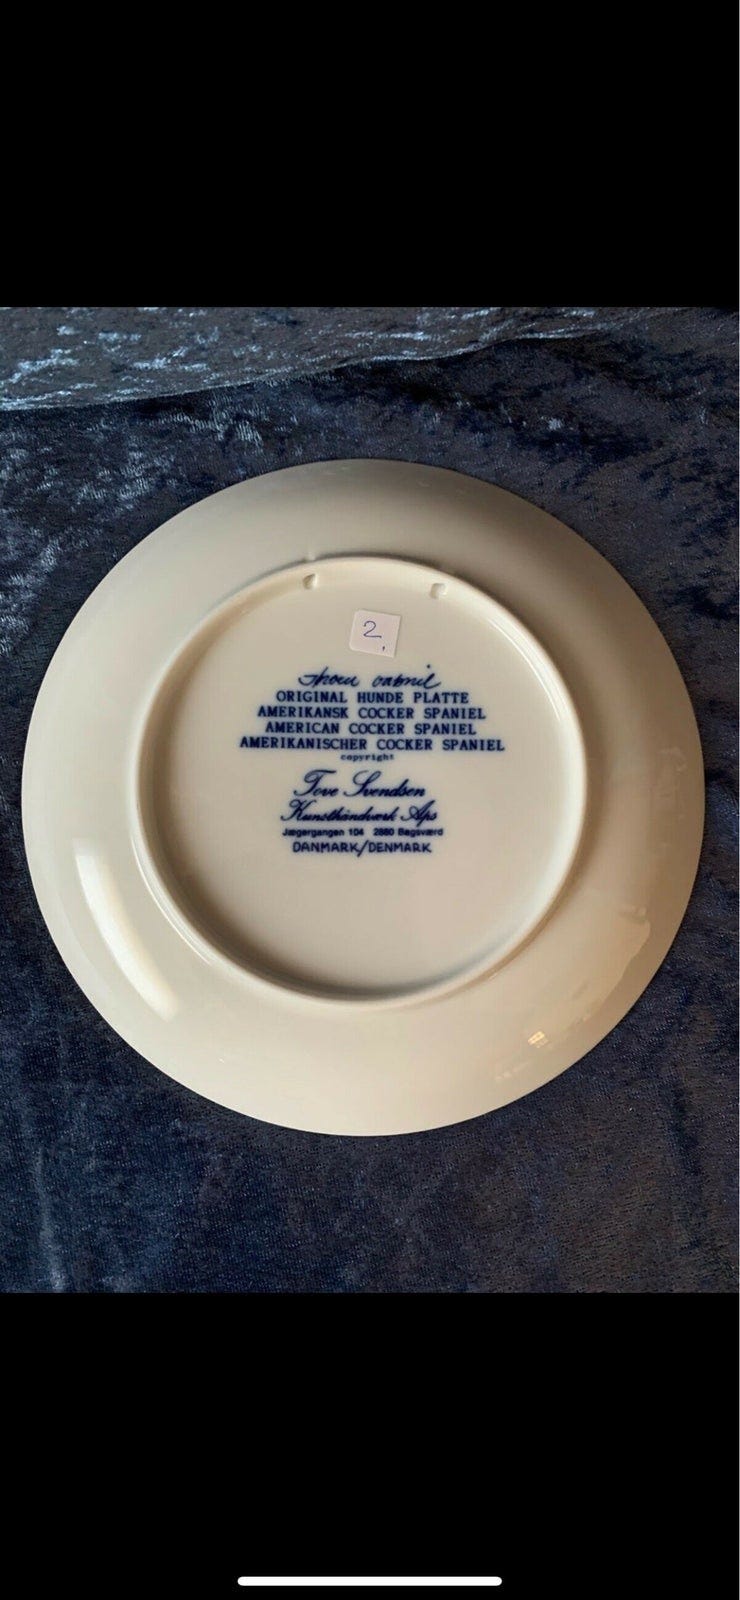 2,
ORIGINAL HUNDE PLATTE
AMERIKANSK COCKER SPANIEL
AMERICAN COCKER SPANIEL
AMERIKANISCHER COCKER SPANIEL
copyright
Tove Svendsen
Kunsthåndværk Aps
Jægergangen 104 2880 Bagsværd
DANMARK/DENMARK